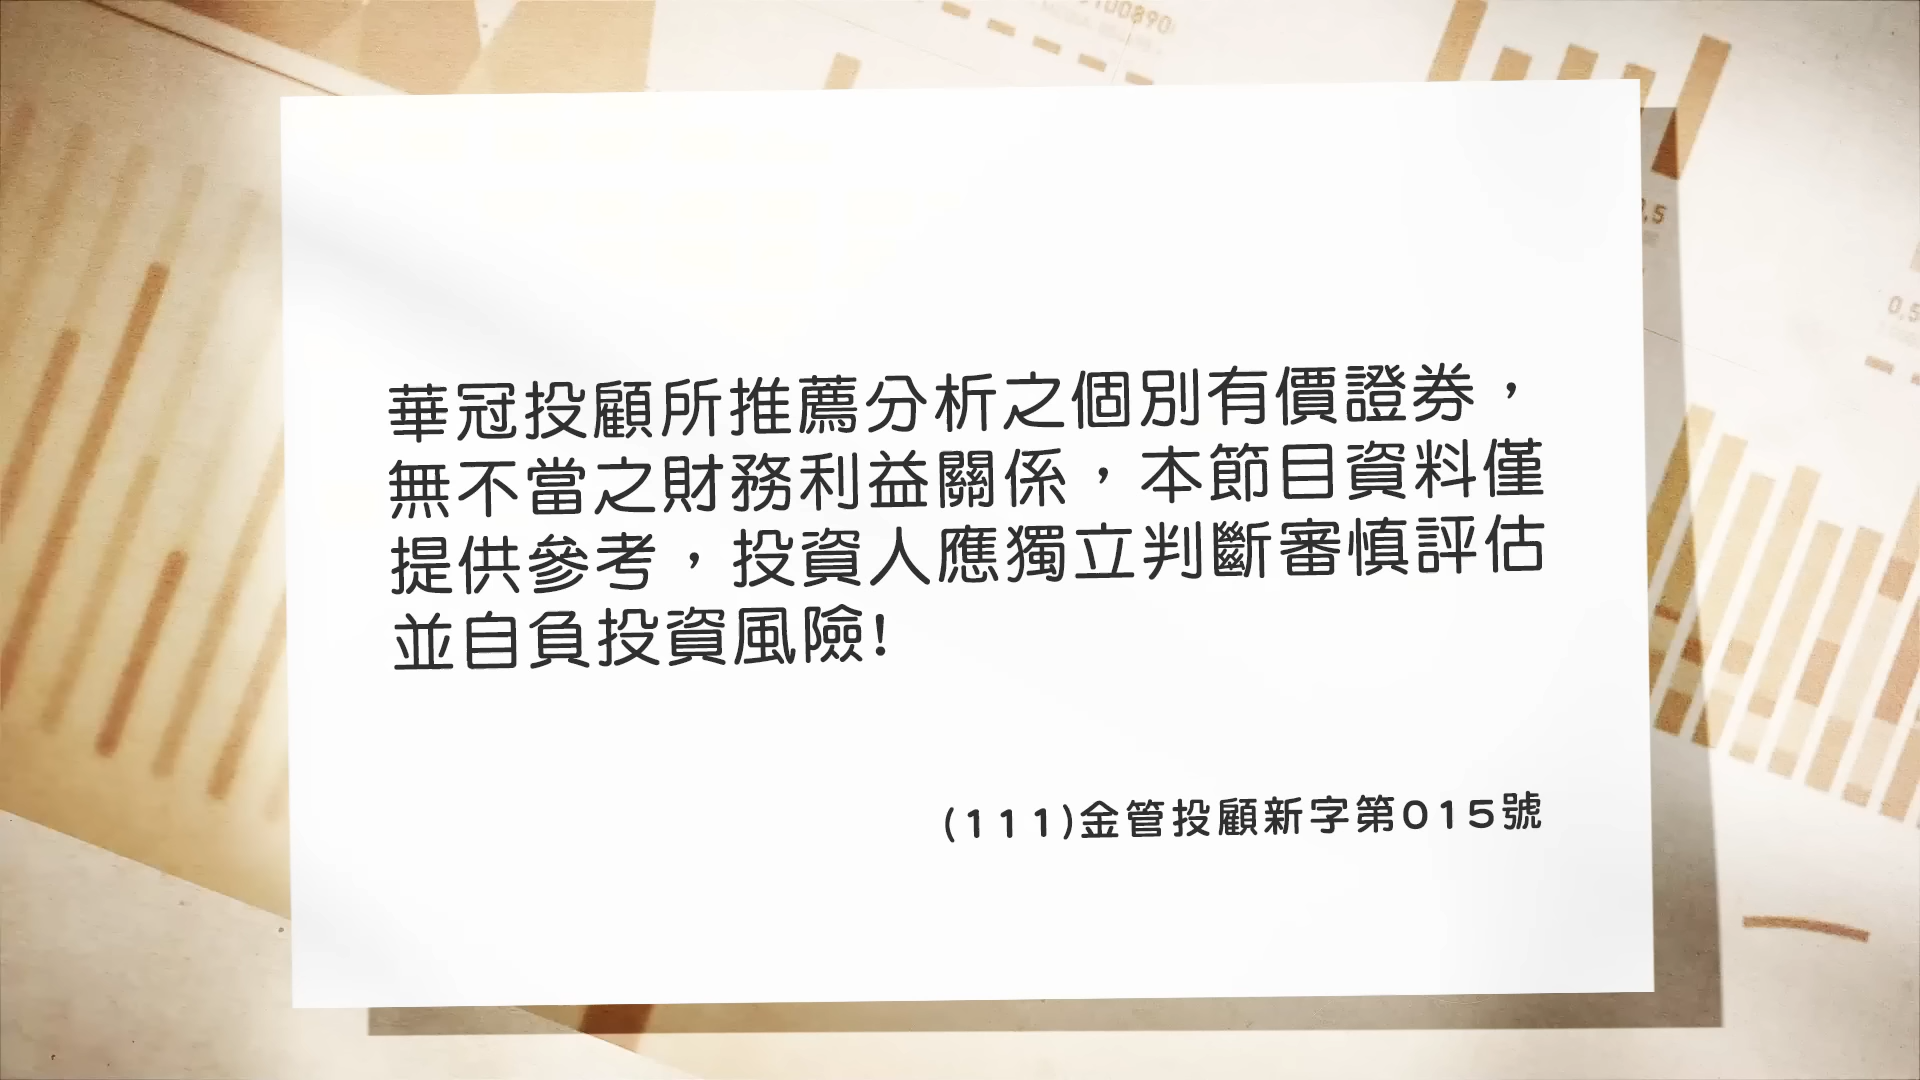 華冠投顧所推薦分析之個別有價證券，
無不當之財務利益關係，本節目資料僅
提供參考，投資人應獨立判斷審慎評估
並自負投資風險!
(111)金管投顧新字第015號